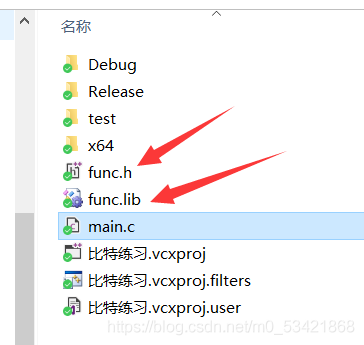 名称
Debug
Release
test
x64
func.h
func.lib
main.c
比特练习.vcxproj
比特练习.vcxproj.filters
比特练习.vcxproj.user
https://blog.csdn.net/m0_53421868